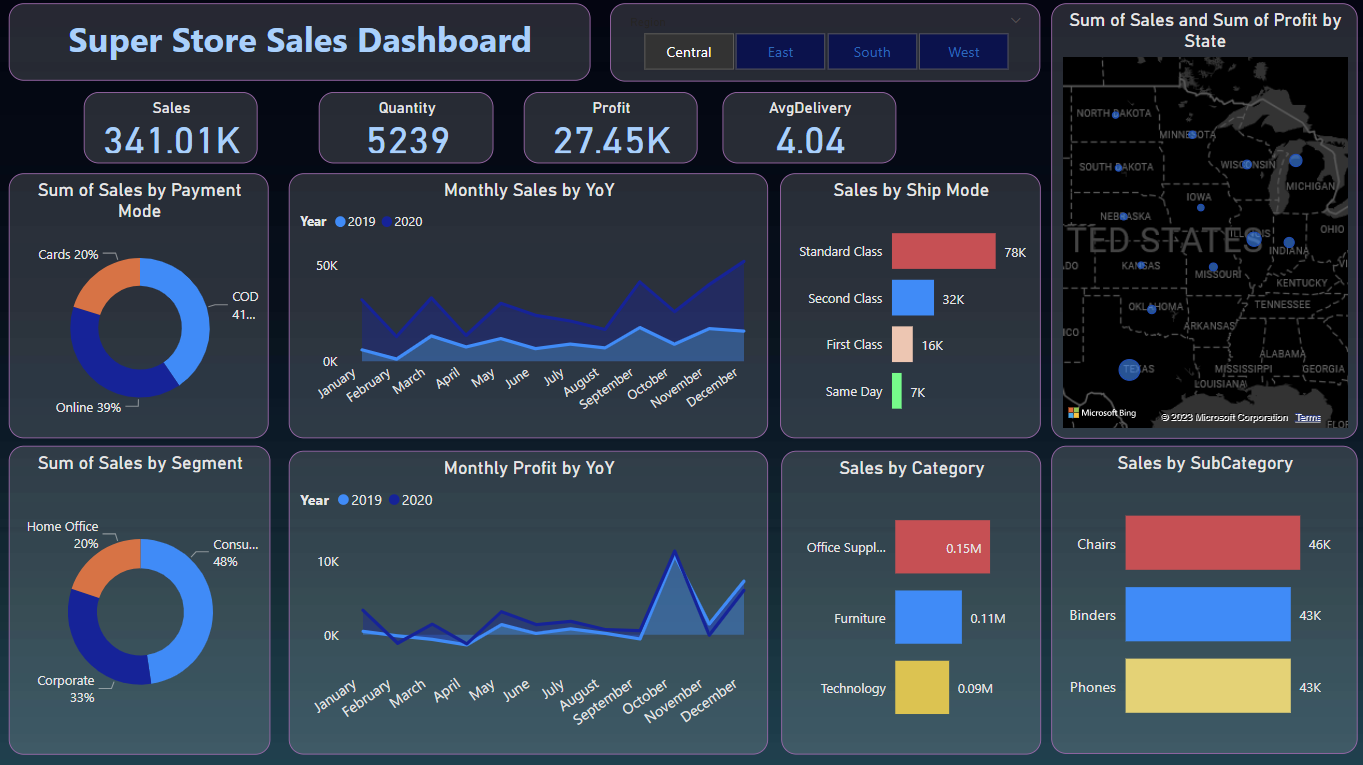 Super Store Sales Dashboard
Central
East
South
West
Sales
341.01K
Quantity
5239
Profit
27.45K
AvgDelivery
4.04
Sum of Sales by Payment
Mode
Cards 20%
COD
41...
Online 39%
Monthly Sales by YoY
Year 2019 2020
50K
0K
January
February
March
April
May
June
July
August
September
October
November
December
Sales by Ship Mode
Standard Class 78K
Second Class 32K
First Class 16K
Same Day 7K
Sum of Sales and Sum of Profit by
State
NORTH DAKOTA
MINNESOTA
SOUTH DAKOTA
WISCONSIN
MICHIGAN
IOWA
NEBRASKA
TED STATES
ILLINOIS
OHIO
INDIANA
DO
KANSAS
MISSOURI
KENTUCKY
OKLAHOMA
TENNESSEE
ICO
ARKANSAS
ALABAMA
TEXAS
MISSISSIPPI
GEORGIA
LOUISIANA
Microsoft Bing
© 2023 Microsoft Corporation Terms
FLOR
Sum of Sales by Segment
Home Office
20%
Consu...
48%
Corporate
33%
Monthly Profit by YoY
Year 2019 2020
10K
0K
January
February
March
April
May
June
July
August
September
October
November
December
Sales by Category
Office Suppl... 0.15M
Furniture 0.11M
Technology 0.09M
Sales by SubCategory
Chairs 46K
Binders 43K
Phones 43K